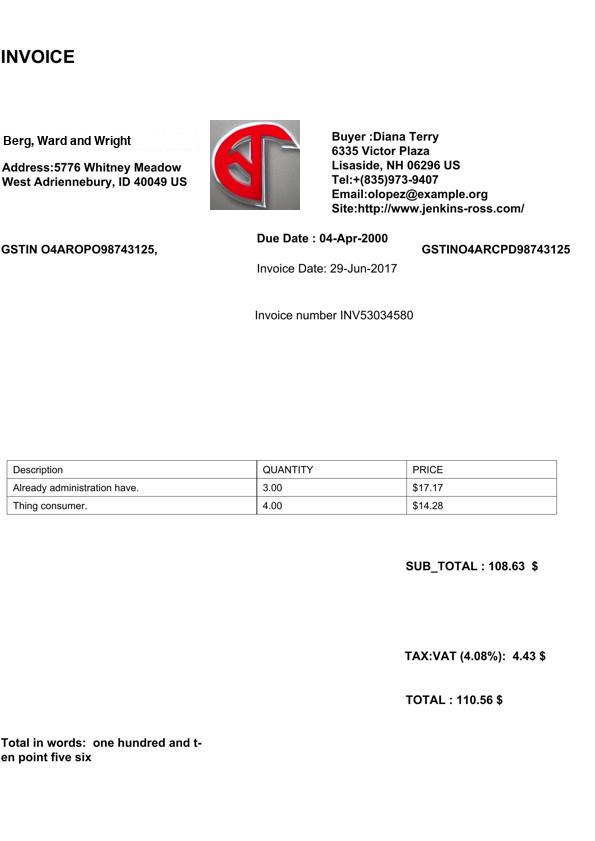 INVOICE
Berg, Ward and Wright
Address:5776 Whitney Meadow
West Adriennebury, ID 40049 US
Buyer :Diana Terry
6335 Victor Plaza
Lisaside, NH 06296 US
Tel:+(835)973-9407
Email:olopez@example.org
Site:http://www.jenkins-ross.com/
GSTIN O4AROPO98743125,
Due Date : 04-Apr-2000
GSTINO4ARCPD98743125
Invoice Date: 29-Jun-2017
Invoice number INV53034580
Description QUANTITY PRICE
Already administration have. 3.00 $17.17
Thing consumer. 4.00 $14.28
SUB_TOTAL : 108.63 $
TAX:VAT (4.08%): 4.43 $
TOTAL : 110.56 $
Total in words: one hundred and t-
en point five six